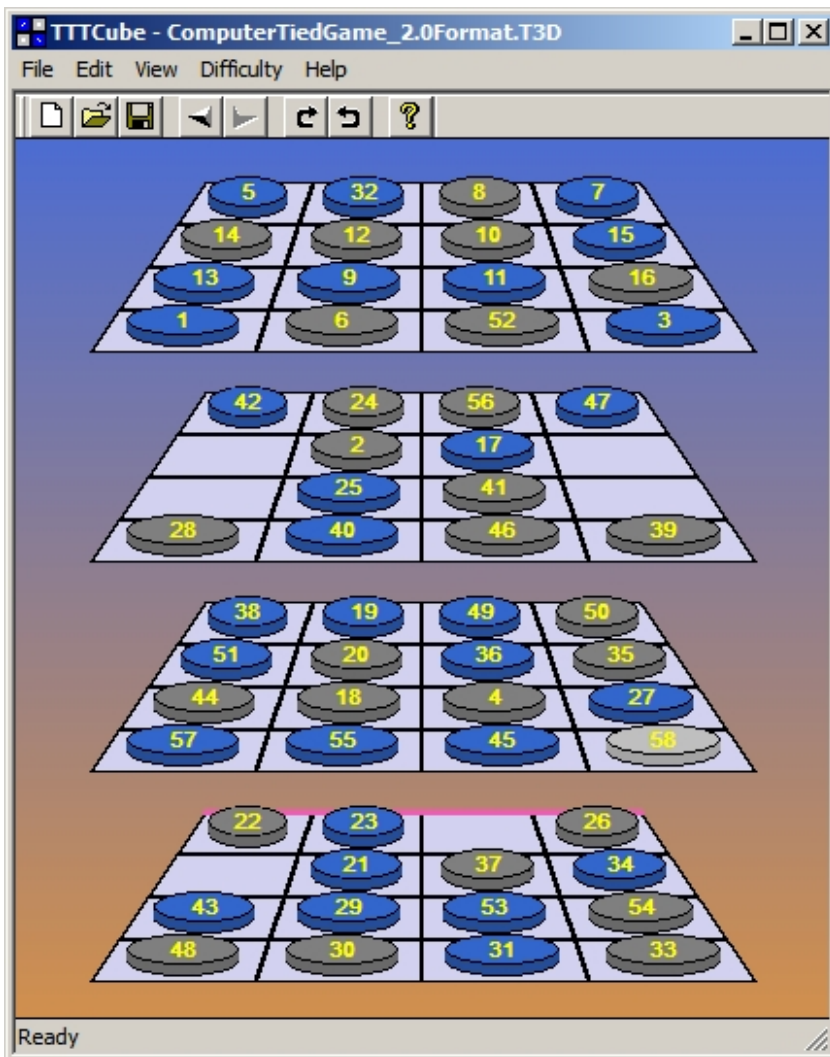 TTTCube - ComputerTiedGame_2.0Format.T3D
File Edit View Difficulty Help
5 32 8 7
14 12 10 15
13 9 11 16
1 6 52 3
42 24 56 47
2 17
25 41
28 40 46 39
38 19 49 50
51 20 36 35
44 18 4 27
57 55 45 58
22 23 26
21 37 34
43 29 53 54
48 30 31 33
Ready